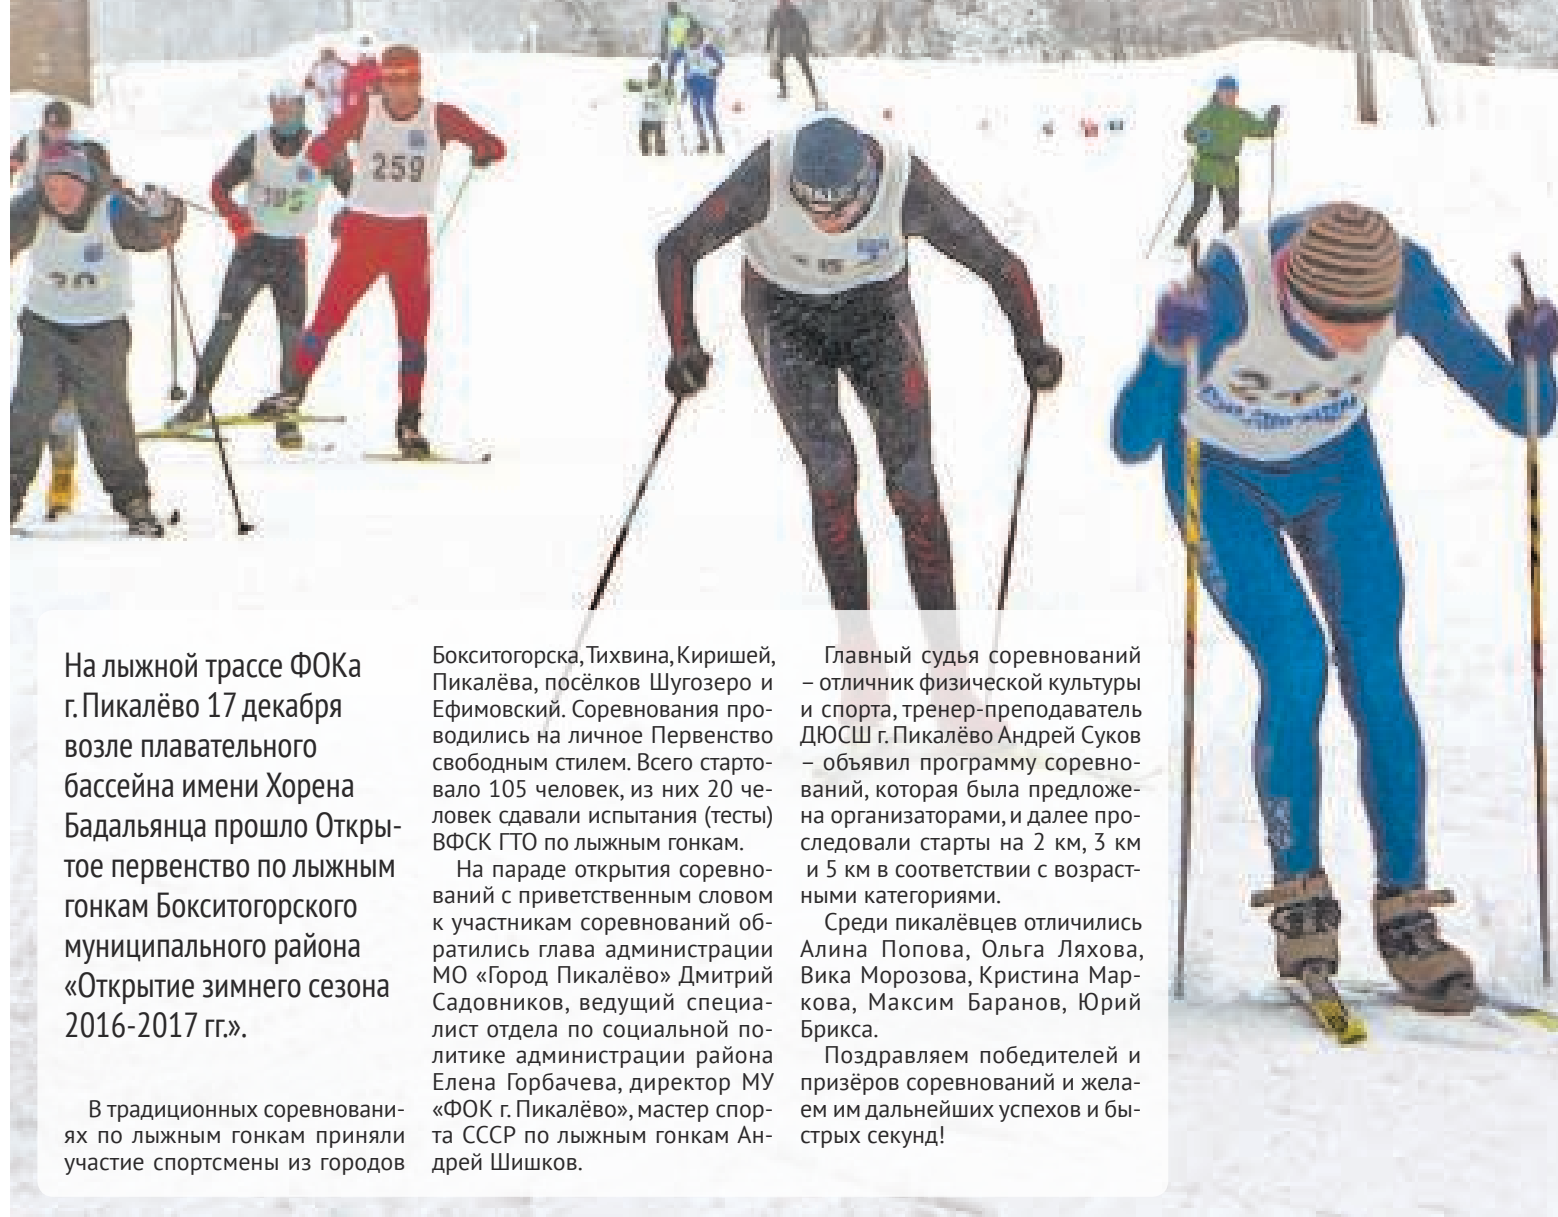 259
На лыжной трассе ФОКа
г. Пикалёво 17 декабря
возле плавательного
бассейна имени Хорена
Бадальянца прошло Откры-
тое первенство по лыжным
гонкам Бокситогорского
муниципального района
«Открытие зимнего сезона
2016-2017 гг.».
В традиционных соревновани-
ях по лыжным гонкам приняли
участие спортсмены из городов
Бокситогорска, Тихвина, Киришей,
Пикалёва, посёлков Шугозеро и
Ефимовский. Соревнования про-
водились на личное Первенство
свободным стилем. Всего старто-
вало 105 человек, из них 20 че-
ловек сдавали испытания (тесты)
ВФСК ГТО по лыжным гонкам.
На параде открытия соревно-
ваний с приветственным словом
к участникам соревнований об-
ратились глава администрации
МО «Город Пикалёво» Дмитрий
Садовников, ведущий специа-
лист отдела по социальной по-
литике администрации района
Елена Горбачева, директор МУ
«ФОК г. Пикалёво», мастер спор-
та СССР по лыжным гонкам Ан-
дрей Шишков.
Главный судья соревнований
– отличник физической культуры
и спорта, тренер-преподаватель
ДЮСШ г. Пикалёво Андрей Суков
– объявил программу соревно-
ваний, которая была предложе-
на организаторами, и далее про-
следовали старты на 2 км, 3 км
и 5 км в соответствии с возраст-
ными категориями.
Среди пикалёвцев отличились
Алина Попова, Ольга Ляхова,
Вика Морозова, Кристина Мар-
кова, Максим Баранов, Юрий
Брикса.
Поздравляем победителей и
призёров соревнований и жела-
ем им дальнейших успехов и бы-
стрых секунд!